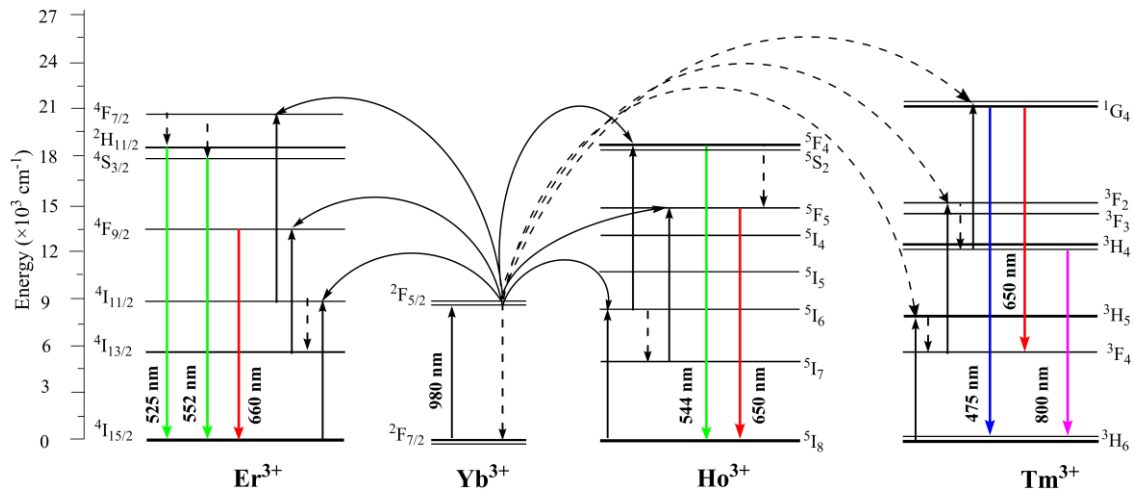 27
24
21
18
15
12
9
6
3
0
Energy (×10³ cm⁻¹)
⁴F₇/₂
²H₁₁/₂
⁴S₃/₂
⁴F₉/₂
⁴I₁₁/₂
⁴I₁₃/₂
⁴I₁₅/₂
525 nm
552 nm
660 nm
Er³⁺
²F₅/₂
980 nm
²F₇/₂
Yb³⁺
⁵F₄
⁵S₂
⁵F₅
⁵I₄
⁵I₅
⁵I₆
⁵I₇
⁵I₈
544 nm
650 nm
Ho³⁺
¹G₄
³F₂
³F₃
³H₄
650 nm
³H₅
³F₄
475 nm
800 nm
³H₆
Tm³⁺